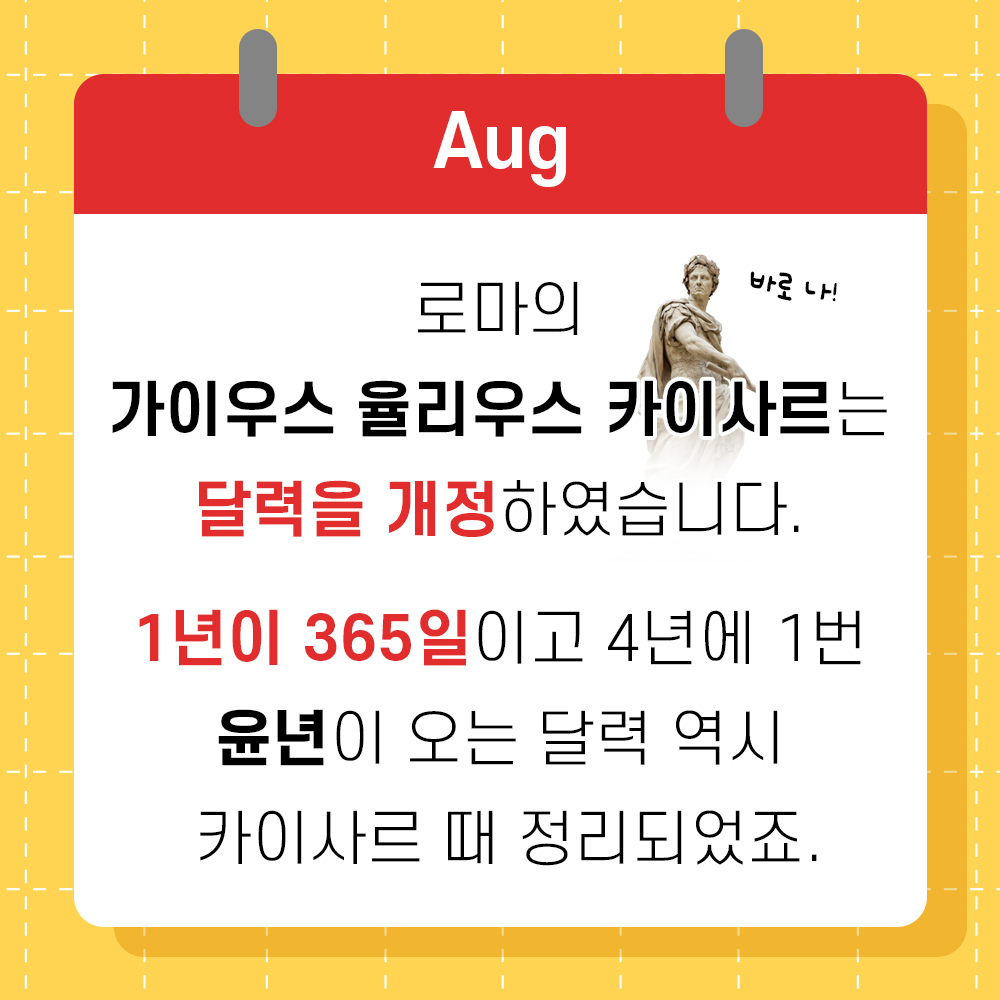 Aug
로마의
바로 나!
가이우스 율리우스 카이사르는
달력을 개정하였습니다.
1년이 365일이고 4년에 1번
윤년이 오는 달력 역시
카이사르 때 정리되었죠.